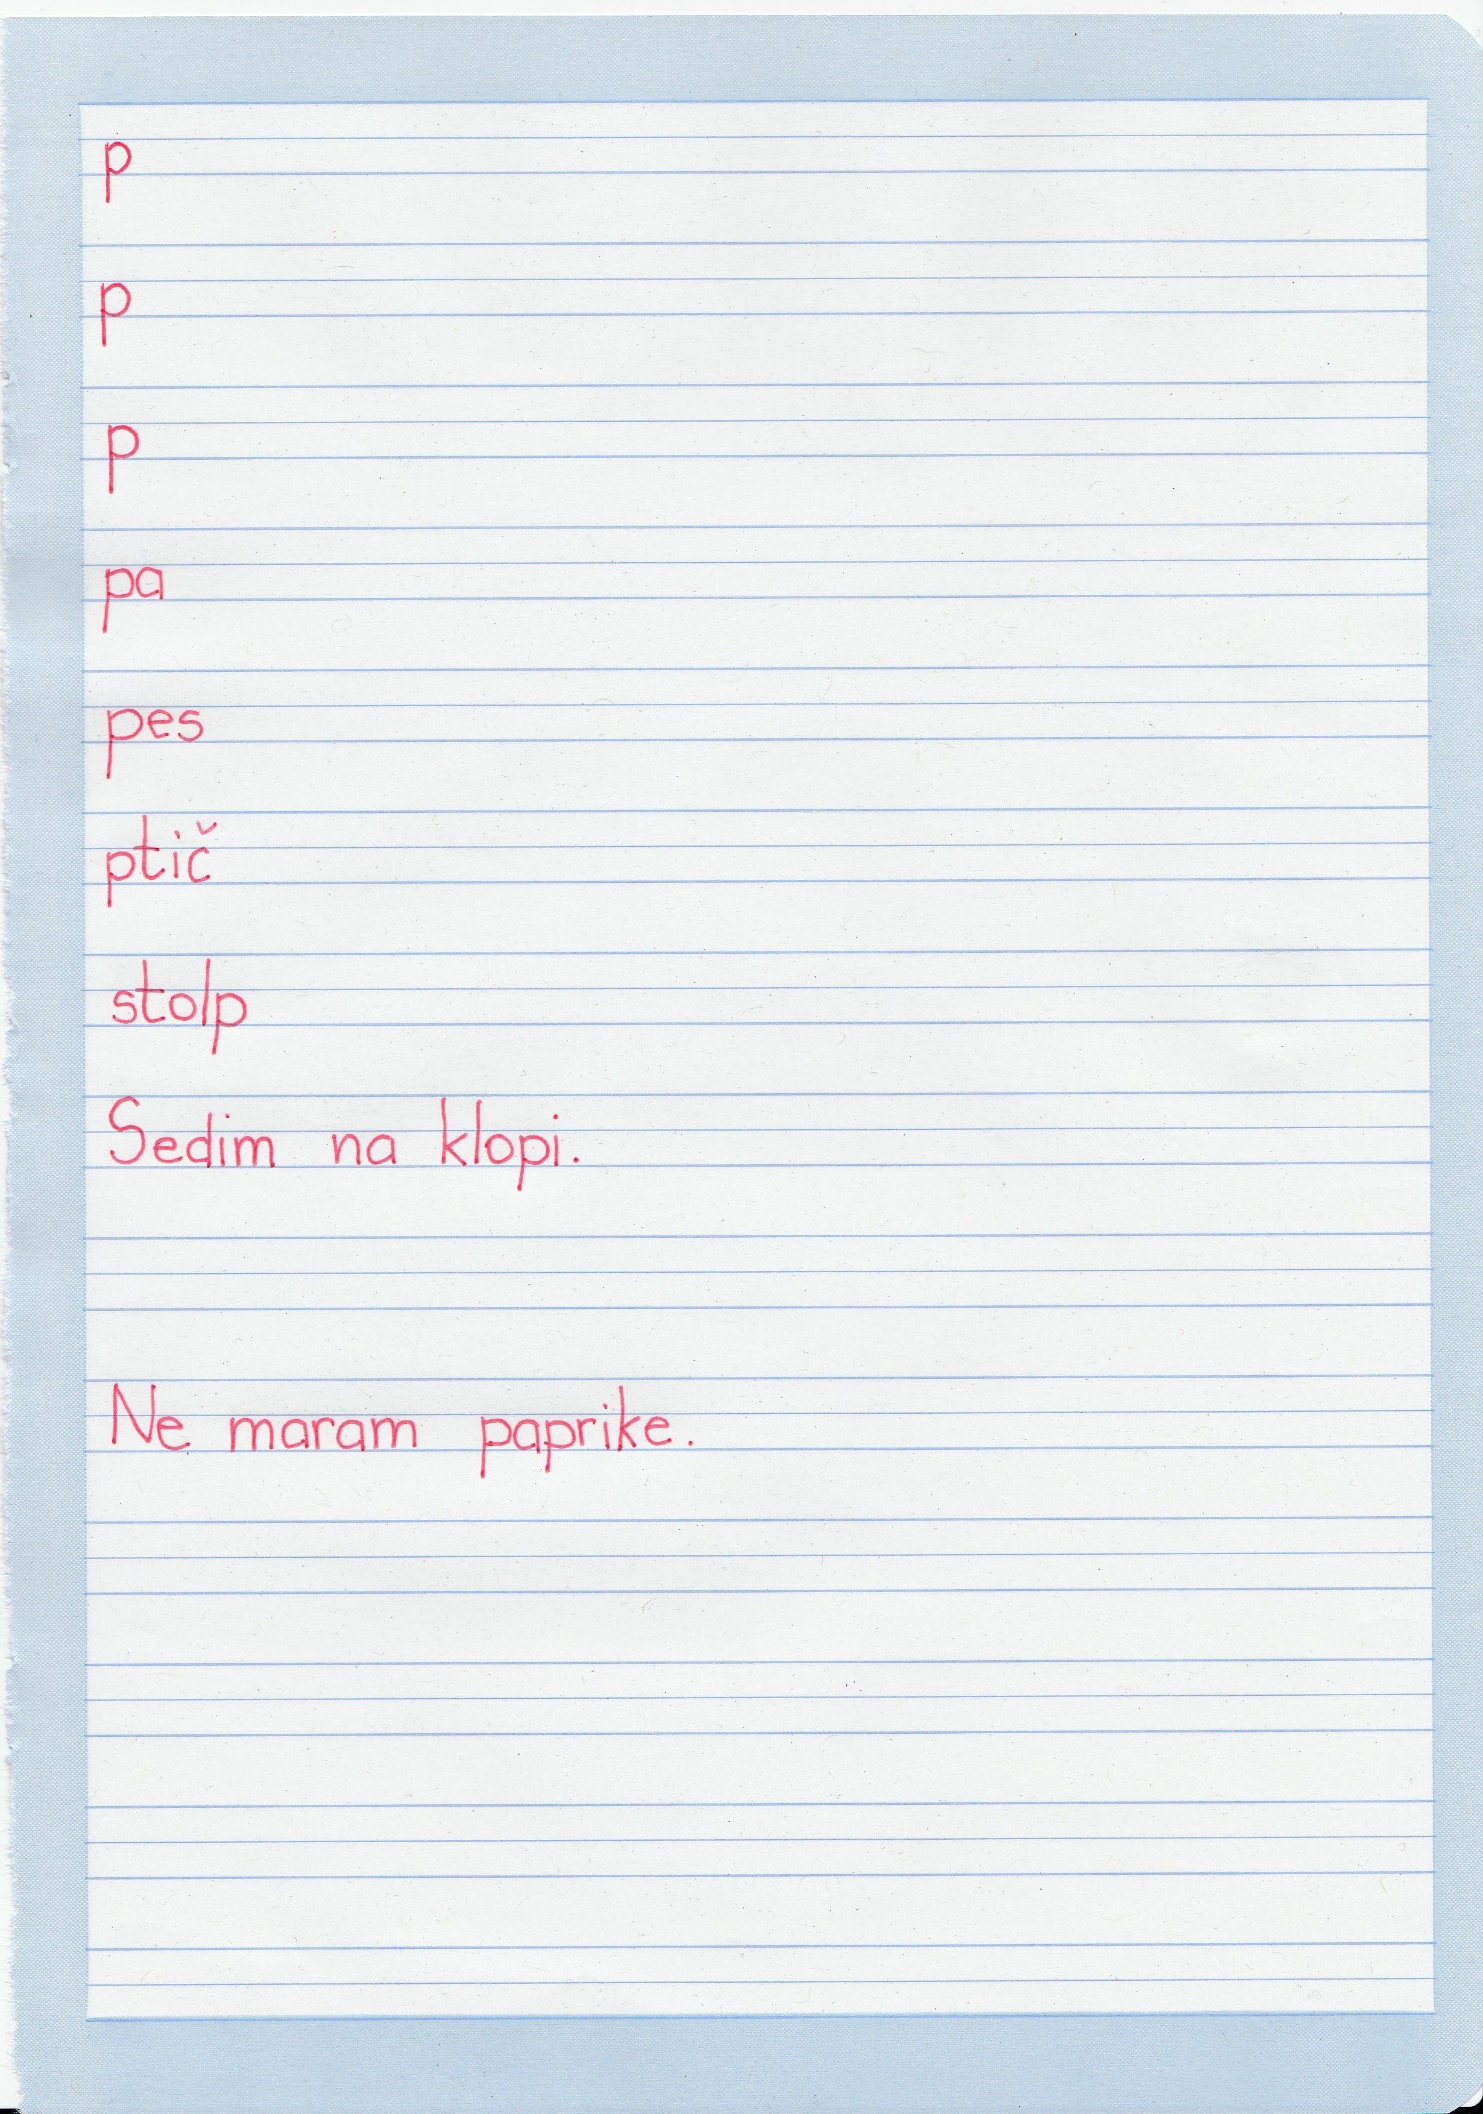 p
p
p
pa
pes
ptič
stolp
Sedim na klopi.
Ne maram paprike.